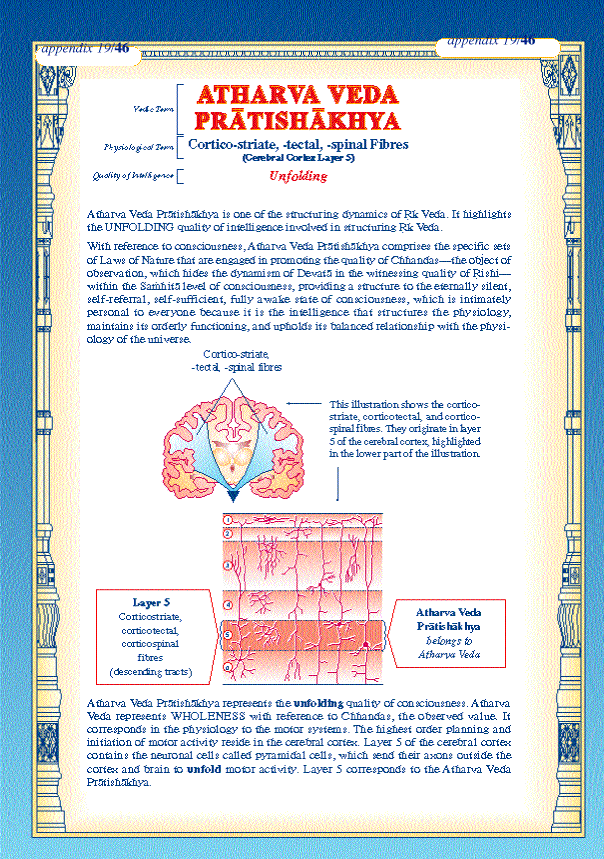 appendix 19/46
appendix 19/46
Vedic Term
ATHARVA VEDA
PRĀTISHĀKHYA
Physiological Term
Cortico-striate, -tectal, -spinal Fibres
(Cerebral Cortex Layer 5)
Quality of Intelligence
Unfolding
Atharva Veda Prātishākhya is one of the structuring dynamics of Ṛk Veda. It highlights
the UNFOLDING quality of intelligence involved in structuring Ṛk Veda.
With reference to consciousness, Atharva Veda Prātishākhya comprises the specific sets
of Laws of Nature that are engaged in promoting the quality of Chhandas—the object of
observation, which hides the dynamism of Devatā in the witnessing quality of Ṛishi—
within the Saṁhitā level of consciousness, providing a structure to the eternally silent,
self-referral, self-sufficient, fully awake state of consciousness, which is intimately
personal to everyone because it is the intelligence that structures the physiology,
maintains its orderly functioning, and upholds its balanced relationship with the physi-
ology of the universe.
Cortico-striate,
-tectal, -spinal fibres
This illustration shows the cortico-
striate, corticotectal, and cortico-
spinal fibres. They originate in layer
5 of the cerebral cortex, highlighted
in the lower part of the illustration.
1
2
3
4
5
6
Layer 5
Corticostriate,
corticotectal,
corticospinal
fibres
(descending tracts)
Atharva Veda
Prātishākhya
belongs to
Atharva Veda
Atharva Veda Prātishākhya represents the unfolding quality of consciousness. Atharva
Veda represents WHOLENESS with reference to Chhandas, the observed value. It
corresponds in the physiology to the motor systems. The highest order planning and
initiation of motor activity reside in the cerebral cortex. Layer 5 of the cerebral cortex
contains the neuronal cells called pyramidal cells, which send their axons outside the
cortex and brain to unfold motor activity. Layer 5 corresponds to the Atharva Veda
Prātishākhya.